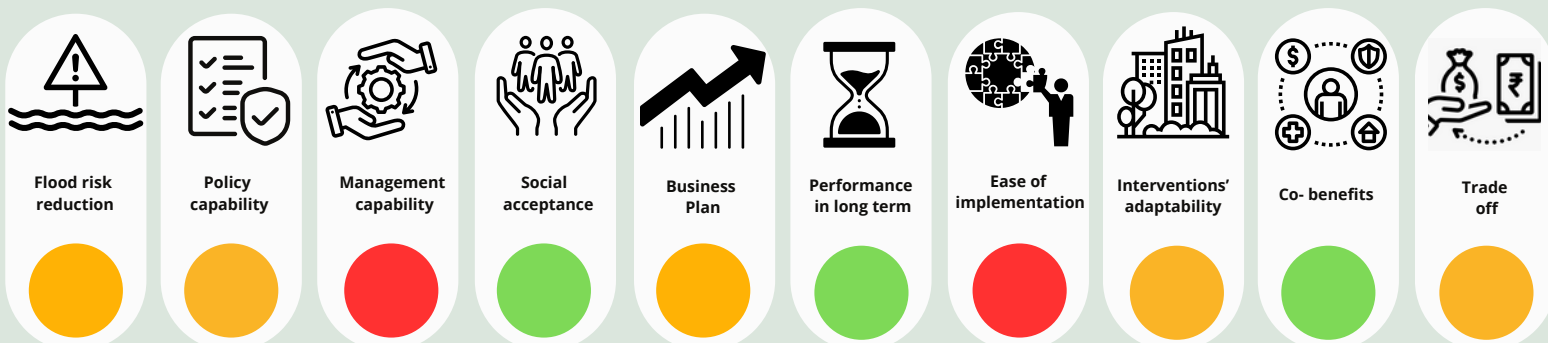 Flood risk
reduction
Policy
capability
Management
capability
Social
acceptance
Business
Plan
Performance
in long term
Ease of
implementation
Interventions’
adaptability
Co- benefits
Trade
off
$
$
₹